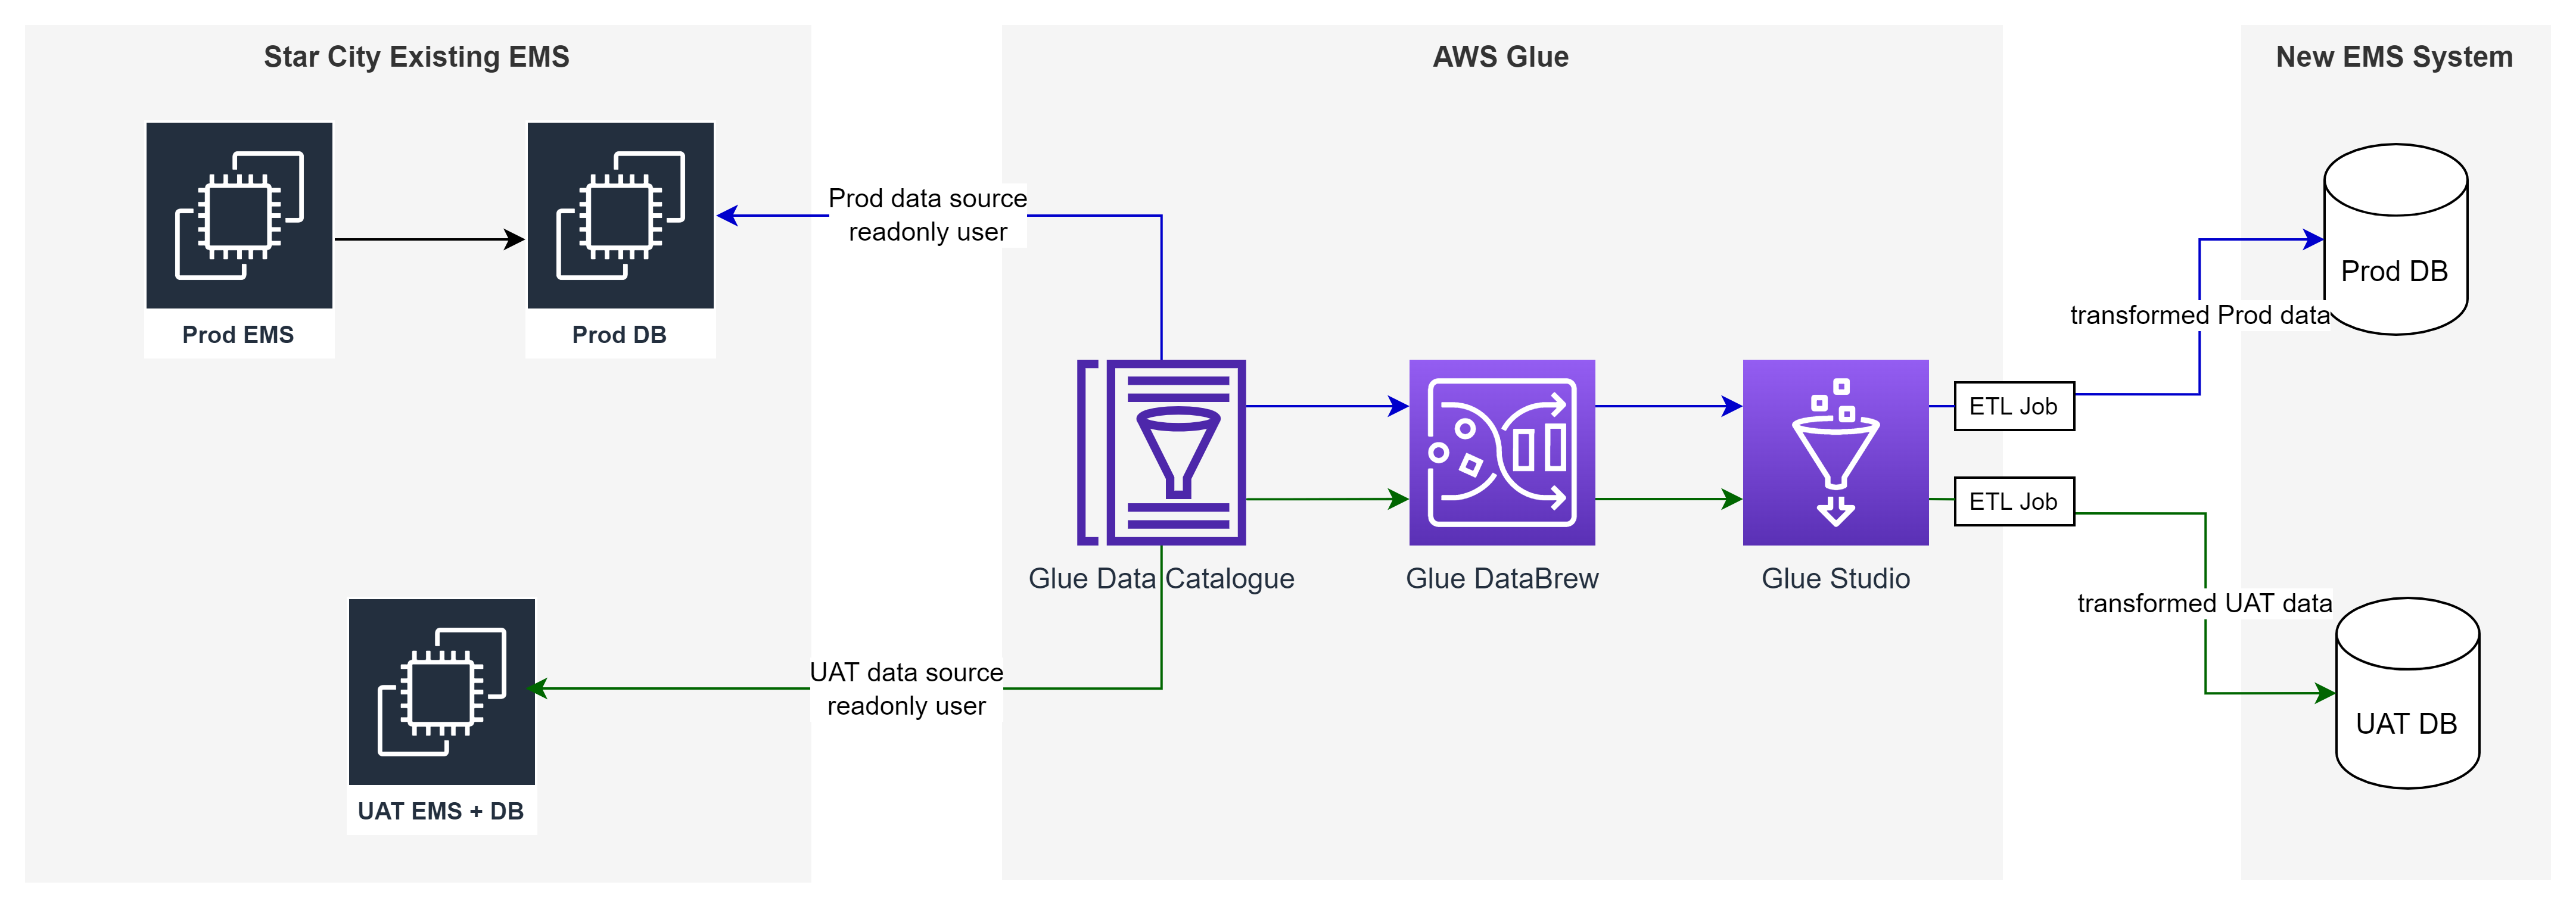 Star City Existing EMS
AWS Glue
New EMS System
Prod EMS
Prod DB
Prod data source
readonly user
Prod DB
transformed Prod data
ETL Job
ETL Job
Glue Data Catalogue
Glue DataBrew
Glue Studio
transformed UAT data
UAT data source
readonly user
UAT DB
UAT EMS + DB